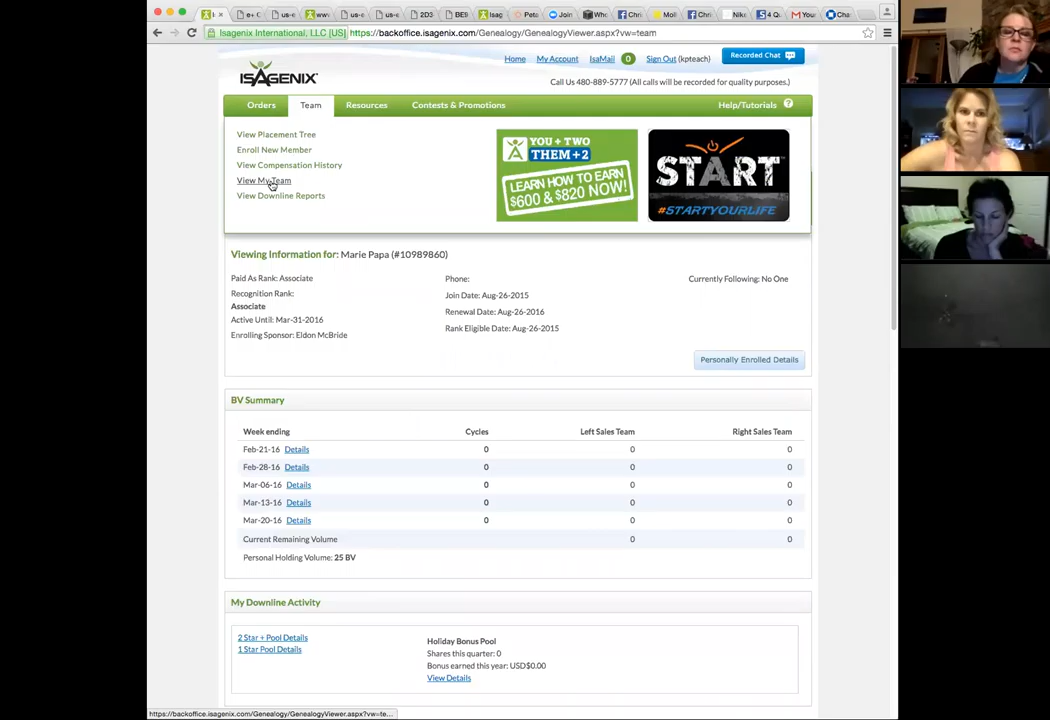 Isagenix International, LLC [US] https://backoffice.isagenix.com/Genealogy/GenealogyViewer.aspx?vw=team
Home My Account IsaMail 0 Sign Out (kpteach) Recorded Chat
ISAGENIX
Call Us 480-889-5777 (All calls will be recorded for quality purposes.)
Orders Team Resources Contests & Promotions Help/Tutorials ?
View Placement Tree
Enroll New Member
View Compensation History
View My Team
View Downline Reports
YOU + TWO
THEM + 2
LEARN HOW TO EARN
$600 & $820 NOW!
START
#STARTYOURLIFE
Viewing Information for: Marie Papa (#10989860)
Paid As Rank: Associate
Recognition Rank:
Associate
Active Until: Mar-31-2016
Enrolling Sponsor: Eldon McBride
Phone:
Join Date: Aug-26-2015
Renewal Date: Aug-26-2016
Rank Eligible Date: Aug-26-2015
Currently Following: No One
Personally Enrolled Details
BV Summary
Week ending Cycles Left Sales Team Right Sales Team
Feb-21-16 Details 0 0 0
Feb-28-16 Details 0 0 0
Mar-06-16 Details 0 0 0
Mar-13-16 Details 0 0 0
Mar-20-16 Details 0 0 0
Current Remaining Volume 0 0
Personal Holding Volume: 25 BV
My Downline Activity
2 Star + Pool Details
1 Star Pool Details
Holiday Bonus Pool
Shares this quarter: 0
Bonus earned this year: USD$0.00
View Details
https://backoffice.isagenix.com/Genealogy/GenealogyViewer.aspx?vw=te...